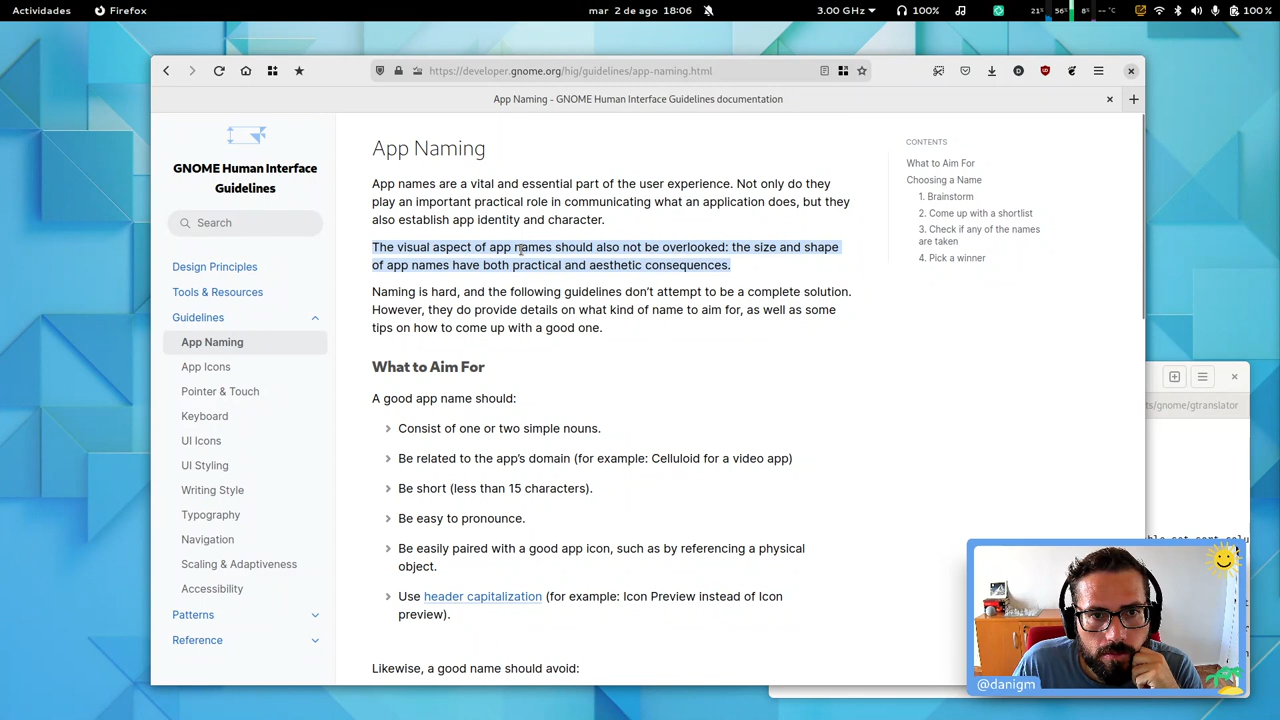 Actividades
Firefox
mar 2 de ago 18:06
3.00 GHz
100%
21%
56%
8%
-- °C
100 %
https://developer.gnome.org/hig/guidelines/app-naming.html
App Naming - GNOME Human Interface Guidelines documentation
GNOME Human Interface
Guidelines
Search
Design Principles
Tools & Resources
Guidelines
App Naming
App Icons
Pointer & Touch
Keyboard
UI Icons
UI Styling
Writing Style
Typography
Navigation
Scaling & Adaptiveness
Accessibility
Patterns
Reference
App Naming
App names are a vital and essential part of the user experience. Not only do they
play an important practical role in communicating what an application does, but they
also establish app identity and character.
The visual aspect of app names should also not be overlooked: the size and shape
of app names have both practical and aesthetic consequences.
Naming is hard, and the following guidelines don’t attempt to be a complete solution.
However, they do provide details on what kind of name to aim for, as well as some
tips on how to come up with a good one.
What to Aim For
A good app name should:
Consist of one or two simple nouns.
Be related to the app’s domain (for example: Celluloid for a video app)
Be short (less than 15 characters).
Be easy to pronounce.
Be easily paired with a good app icon, such as by referencing a physical
object.
Use header capitalization (for example: Icon Preview instead of Icon
preview).
Likewise, a good name should avoid:
CONTENTS
What to Aim For
Choosing a Name
1. Brainstorm
2. Come up with a shortlist
3. Check if any of the names
are taken
4. Pick a winner
ts/gnome/gtranslator
@danigm